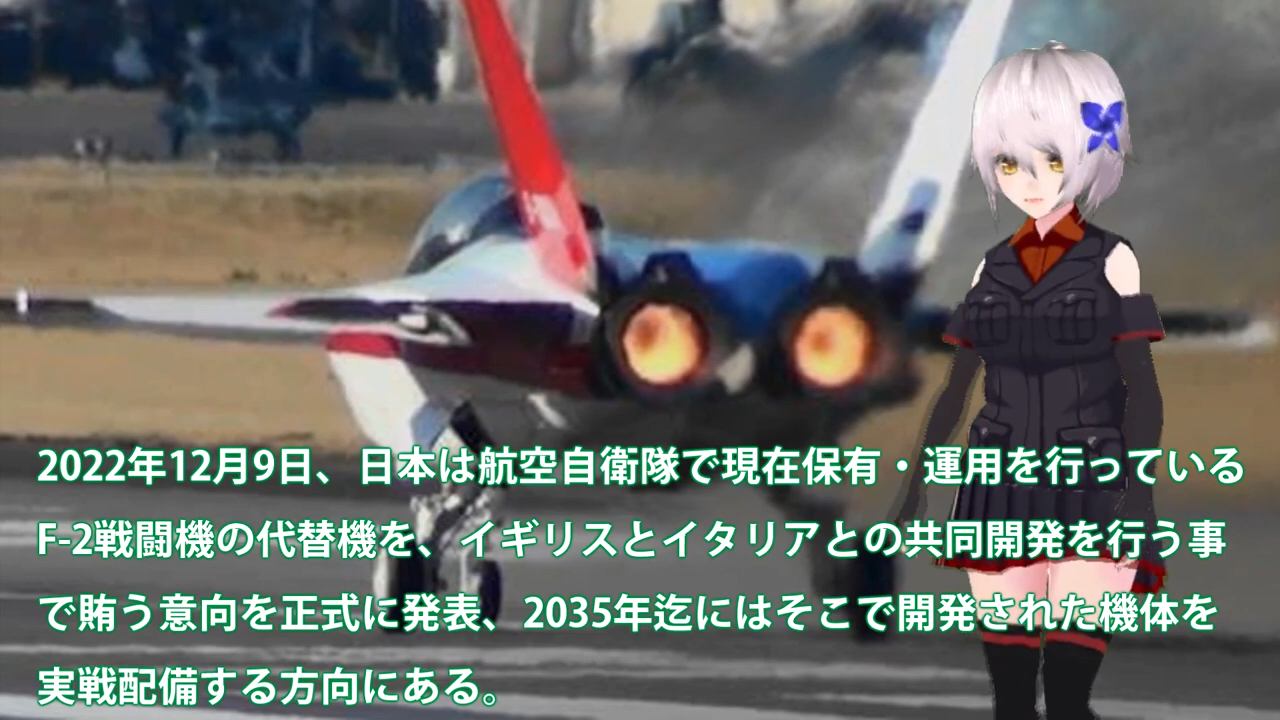 2022年12月9日、日本は航空自衛隊で現在保有・運用を行っている
F-2戦闘機の代替機を、イギリスとイタリアとの共同開発を行う事
で賄う意向を正式に発表、2035年迄にはそこで開発された機体を
実戦配備する方向にある。